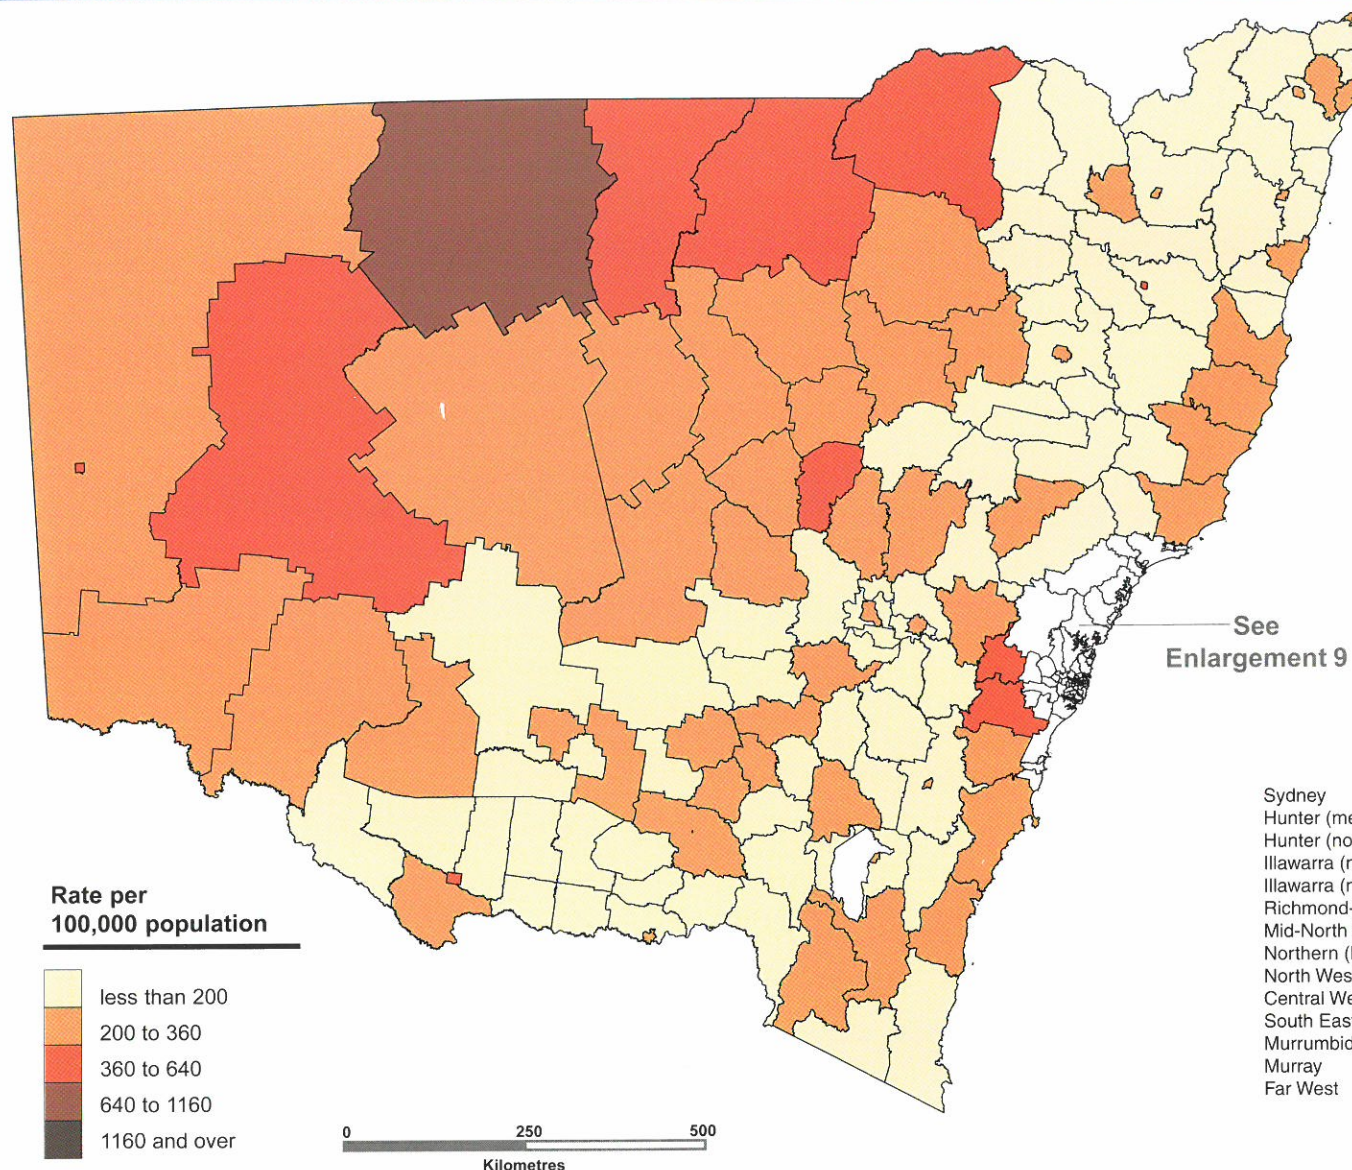 See
Enlargement 9
Sydney
Hunter (me
Hunter (no
Illawarra (r
Illawarra (r
Richmond-
Mid-North
Northern (
North Wes
Central We
South East
Murrumbid
Murray
Far West
Rate per
100,000 population
less than 200
200 to 360
360 to 640
640 to 1160
1160 and over
0 250 500
Kilometres